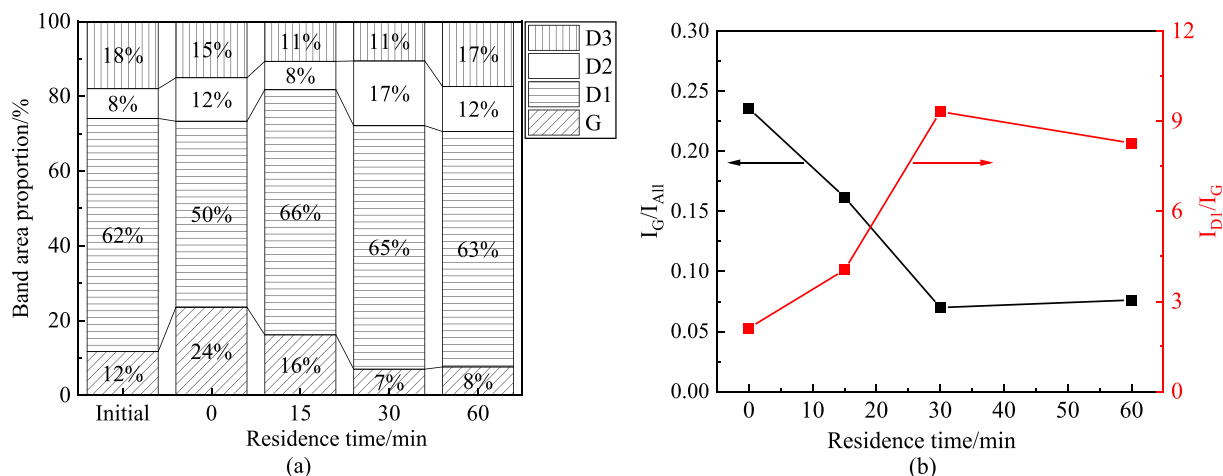 100
80
60
40
20
0
Band area proportion/%
18% 15% 11% 11% 17%
8% 12% 8% 17% 12%
62% 50% 66% 65% 63%
12% 24% 16% 7% 8%
Initial 0 15 30 60
Residence time/min
(a)
D3
D2
D1
G
0.30
0.25
0.20
0.15
0.10
0.05
0.00
I_G/I_All
12
9
6
3
0
I_D1/I_G
0 10 20 30 40 50 60
Residence time/min
(b)